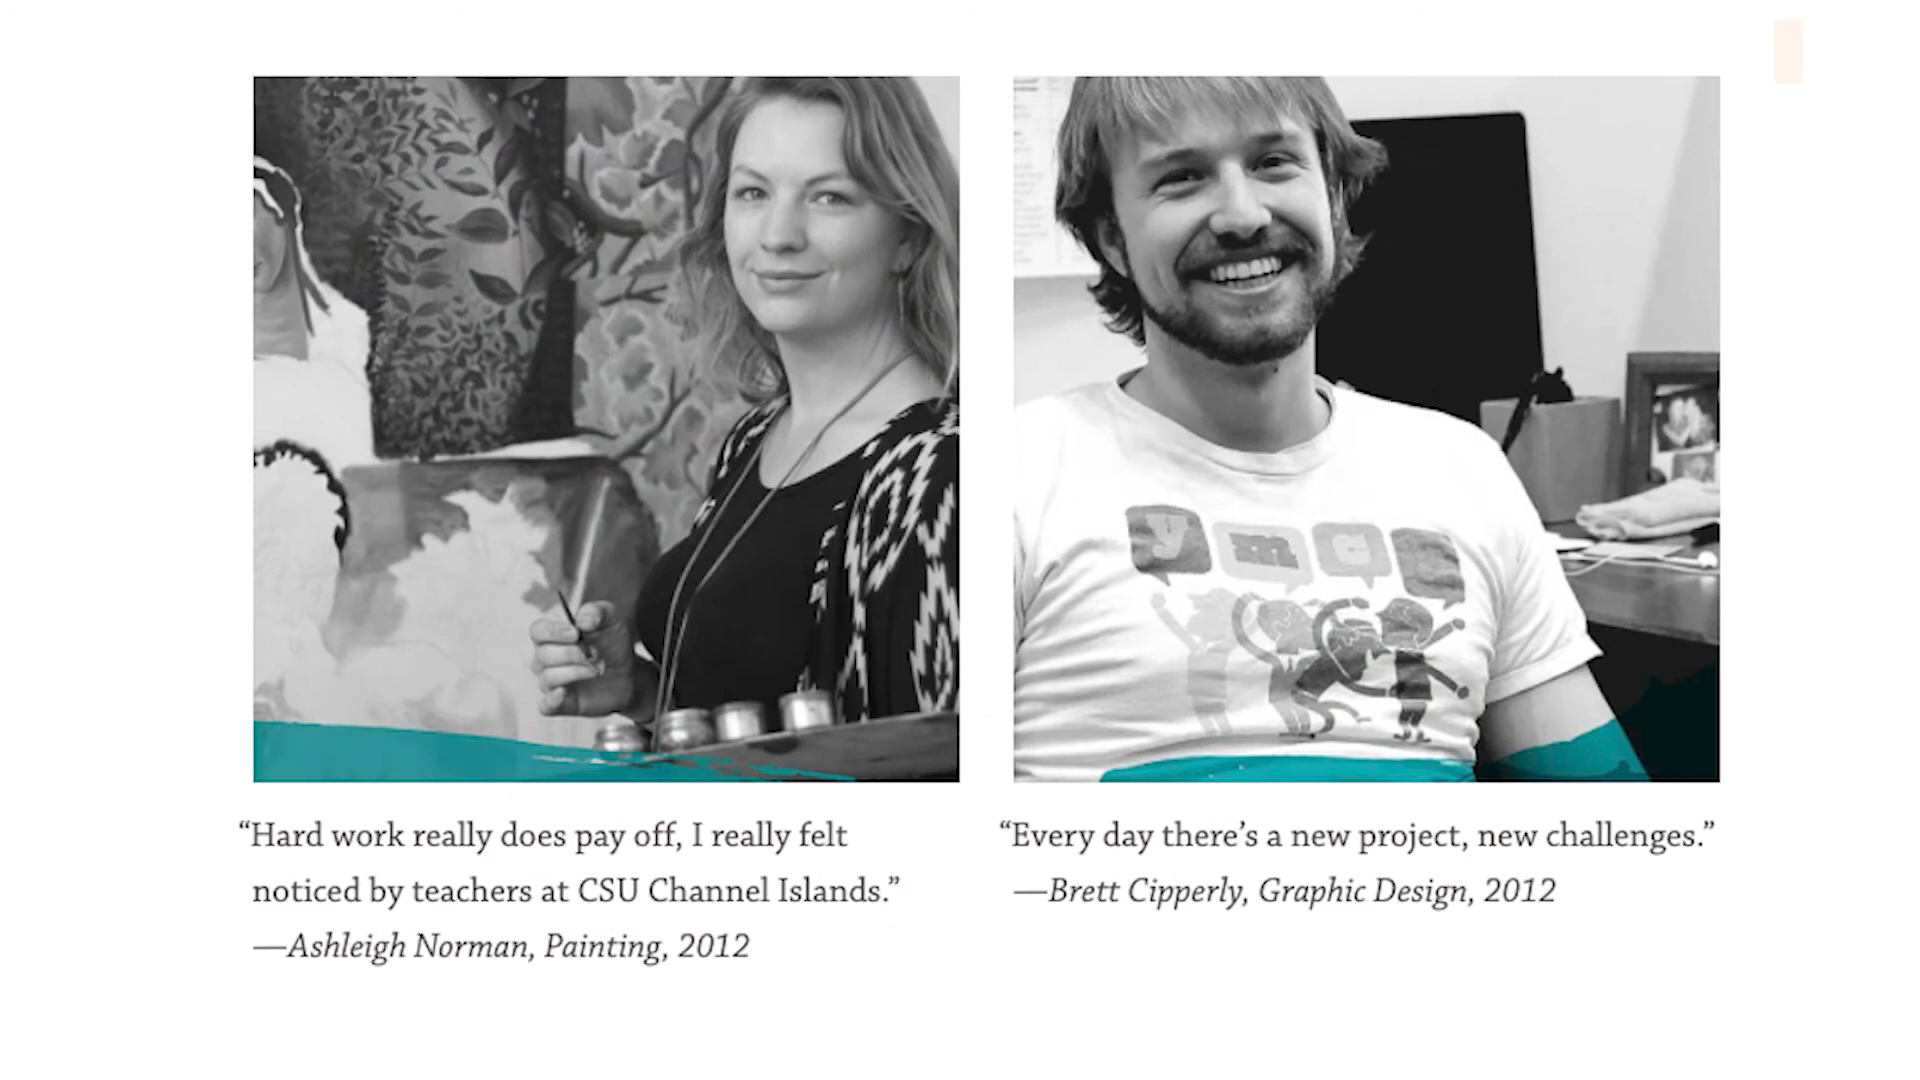 ymca
“Hard work really does pay off, I really felt
noticed by teachers at CSU Channel Islands.”
—Ashleigh Norman, Painting, 2012
“Every day there’s a new project, new challenges.”
—Brett Cipperly, Graphic Design, 2012